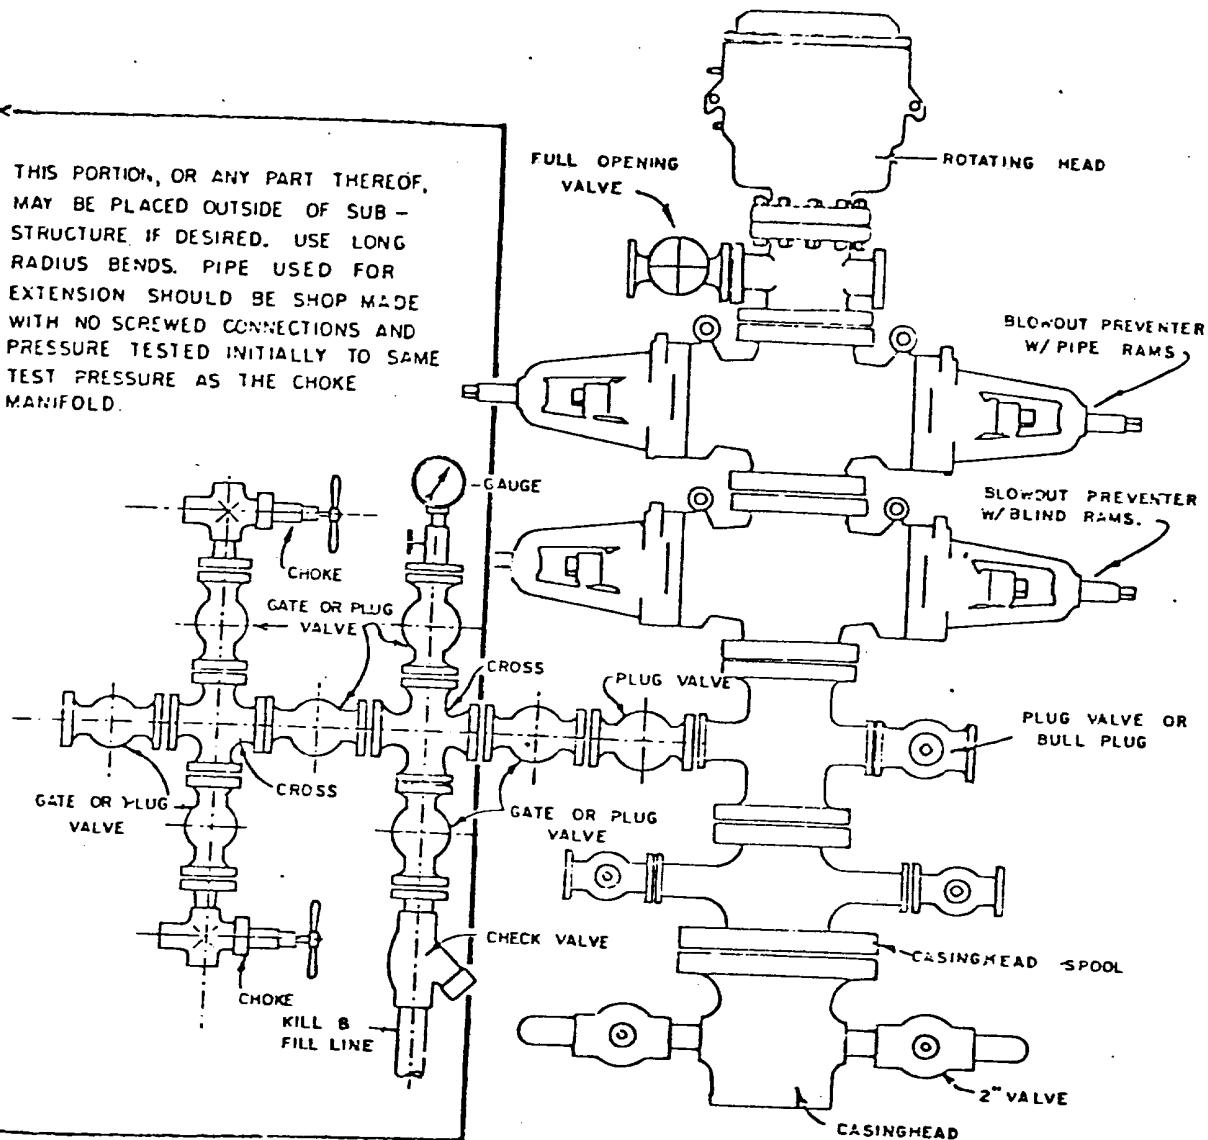 THIS PORTION, OR ANY PART THEREOF,
MAY BE PLACED OUTSIDE OF SUB-
STRUCTURE IF DESIRED. USE LONG
RADIUS BENDS. PIPE USED FOR
EXTENSION SHOULD BE SHOP MADE
WITH NO SCREWED CONNECTIONS AND
PRESSURE TESTED INITIALLY TO SAME
TEST PRESSURE AS THE CHOKE
MANIFOLD.
FULL OPENING
VALVE
ROTATING HEAD
BLOWOUT PREVENTER
W/ PIPE RAMS
GAUGE
BLOWOUT PREVENTER
W/BLIND RAMS.
CHOKE
GATE OR PLUG
VALVE
CROSS
PLUG VALVE
PLUG VALVE OR
BULL PLUG
CROSS
GATE OR PLUG
VALVE
GATE OR PLUG
VALVE
CHECK VALVE
CASINGHEAD SPOOL
CHOKE
KILL &
FILL LINE
2" VALVE
CASINGHEAD